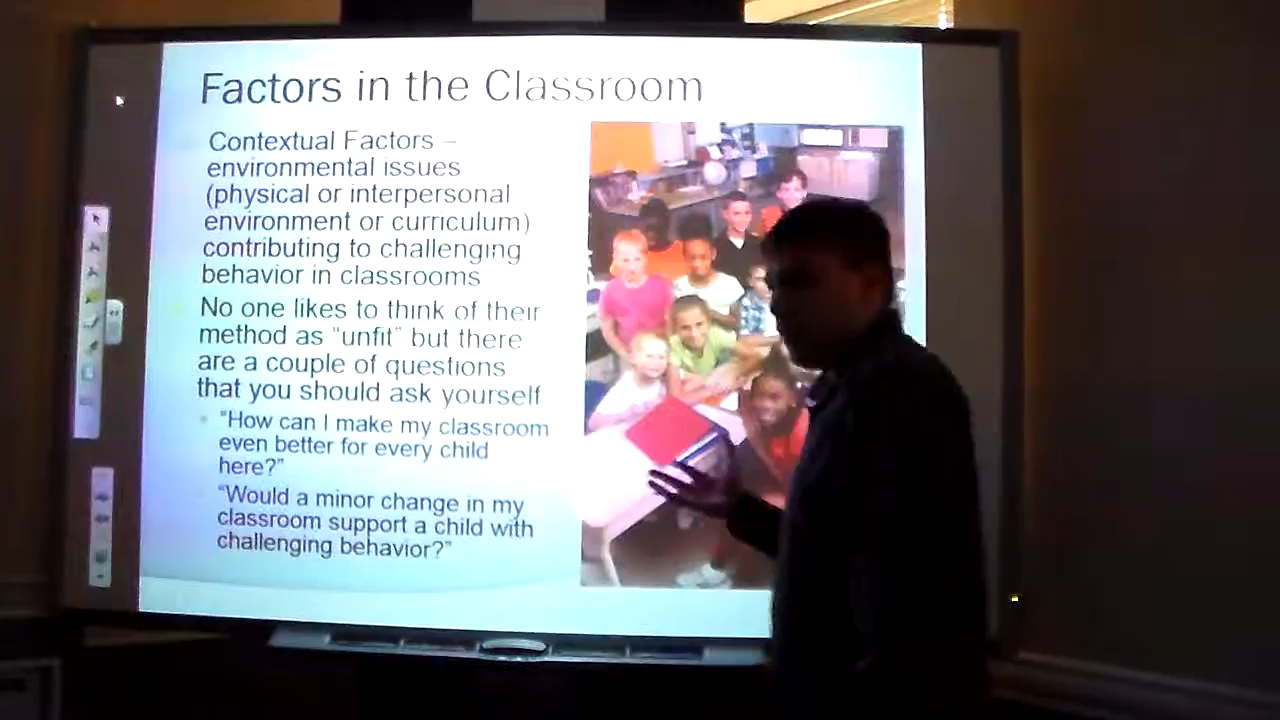 Factors in the Classroom
Contextual Factors –
environmental issues
(physical or interpersonal
environment or curriculum)
contributing to challenging
behavior in classrooms
No one likes to think of their
method as "unfit" but there
are a couple of questions
that you should ask yourself
"How can I make my classroom
even better for every child
here?"
"Would a minor change in my
classroom support a child with
challenging behavior?"